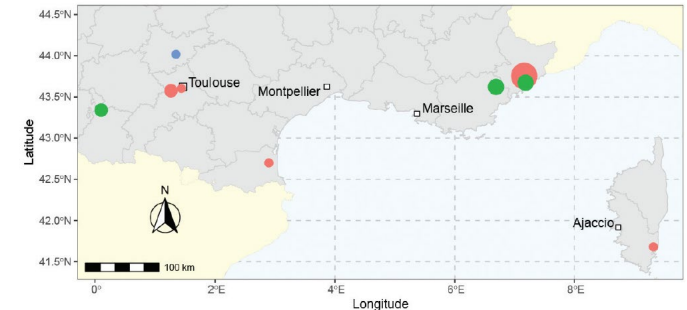 44.5°N
44.0°N
Toulouse
Montpellier
43.5°N
Marseille
43.0°N
42.5°N
N
42.0°N
Ajaccio
41.5°N
100 km
0°
2°E
4°E
6°E
8°E
Longitude
Latitude